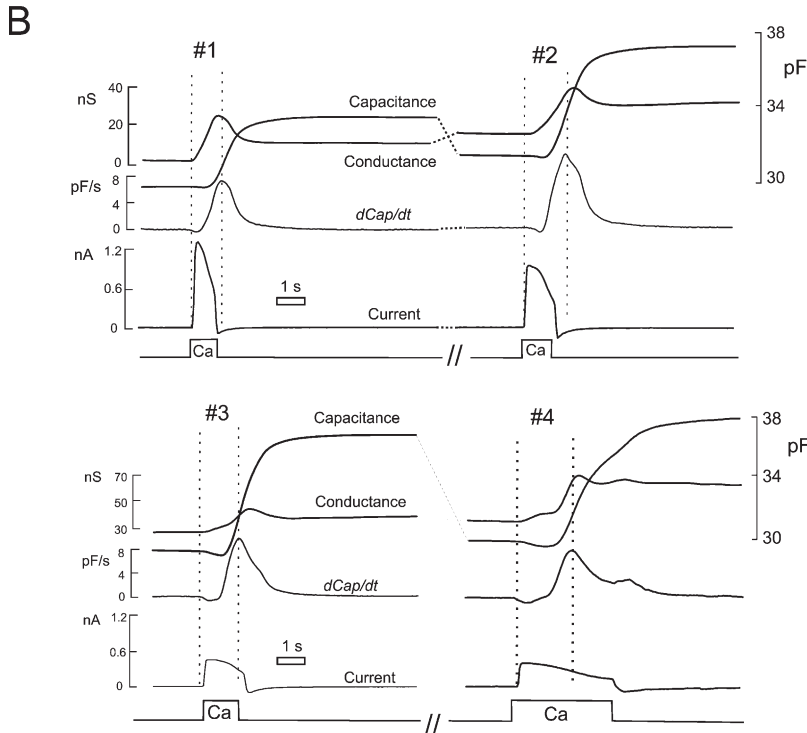 B
#1
#2
38
pF
34
30
nS
40
20
0
Capacitance
Conductance
pF/s
8
4
0
dCap/dt
nA
1.2
0.6
0
1 s
Current
Ca
//
Ca
#3
#4
Capacitance
38
pF
34
30
nS
70
50
30
Conductance
pF/s
8
4
0
dCap/dt
nA
1.2
0.6
0
1 s
Current
Ca
//
Ca